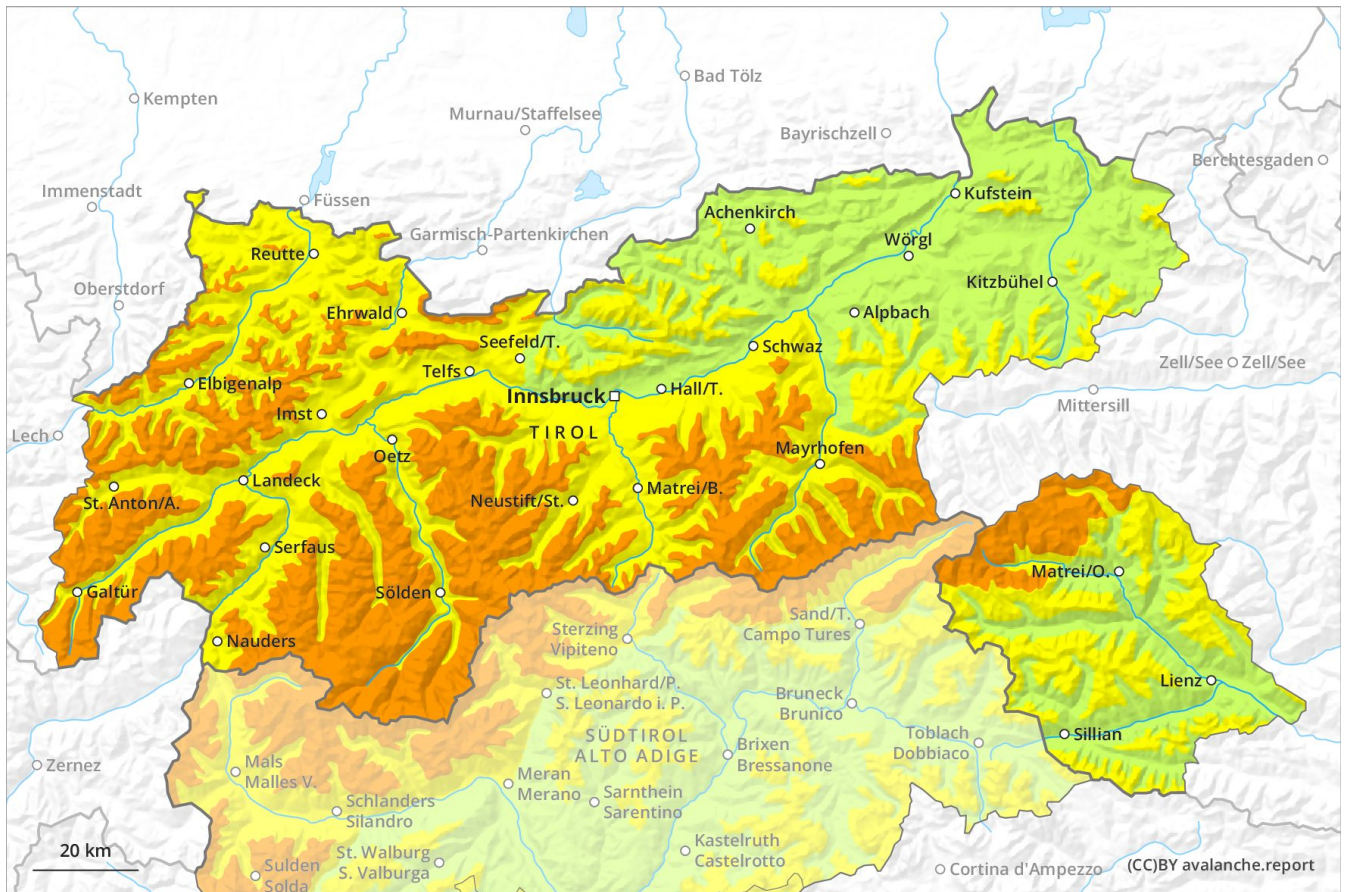 Bad Tölz
Kempten
Murnau/Staffelsee
Bayrischzell
Berchtesgaden
Immenstadt
Füssen
Kufstein
Achenkirch
Garmisch-Partenkirchen
Wörgl
Reutte
Kitzbühel
Oberstdorf
Ehrwald
Alpbach
Seefeld/T.
Schwaz
Zell/See
Zell/See
Telfs
Elbigenalp
Innsbruck
Hall/T.
Mittersill
Imst
TIROL
Lech
Mayrhofen
Oetz
Landeck
Matrei/B.
St. Anton/A.
Neustift/St.
Serfaus
Matrei/O.
Galtür
Sölden
Sand/T.
Campo Tures
Sterzing
Vipiteno
Nauders
Lienz
St. Leonhard/P.
S. Leonardo i. P.
Bruneck
Brunico
SÜDTIROL
ALTO ADIGE
Toblach
Dobbiaco
Sillian
Brixen
Bressanone
Zernez
Mals
Malles V.
Meran
Merano
Sarnthein
Sarentino
Schlanders
Silandro
Kastelruth
Castelrotto
20 km
St. Walburg
S. Valburga
Sulden
Solda
Cortina d'Ampezzo
(CC)BY avalanche.report